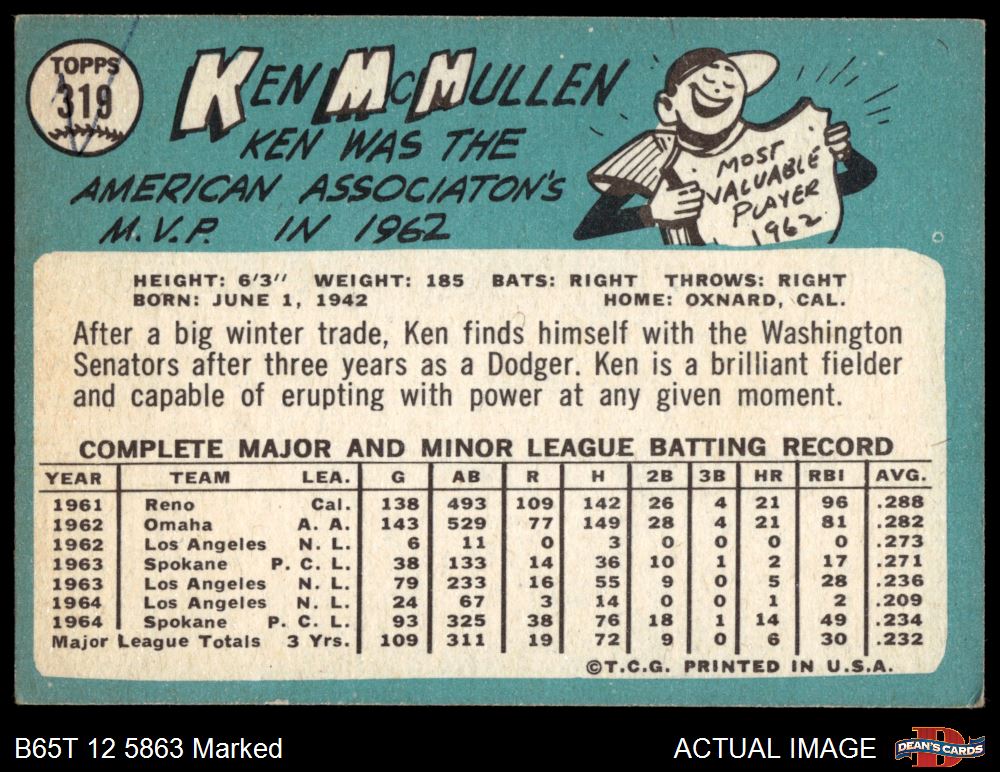 TOPPS
319
KEN MCMULLEN
KEN WAS THE
AMERICAN ASSOCIATON'S
M.V.P. IN 1962
MOST
VALUABLE
PLAYER
1962
HEIGHT: 6'3" WEIGHT: 185 BATS: RIGHT THROWS: RIGHT
BORN: JUNE 1, 1942 HOME: OXNARD, CAL.
After a big winter trade, Ken finds himself with the Washington
Senators after three years as a Dodger. Ken is a brilliant fielder
and capable of erupting with power at any given moment.
COMPLETE MAJOR AND MINOR LEAGUE BATTING RECORD
YEAR TEAM LEA. G AB R H 2B 3B HR RBI AVG.
1961 Reno Cal. 138 493 109 142 26 4 21 96 .288
1962 Omaha A. A. 143 529 77 149 28 4 21 81 .282
1962 Los Angeles N. L. 6 11 0 3 0 0 0 0 .273
1963 Spokane P. C. L. 38 133 14 36 10 1 2 17 .271
1963 Los Angeles N. L. 79 233 16 55 9 0 5 28 .236
1964 Los Angeles N. L. 24 67 3 14 0 0 1 2 .209
1964 Spokane P. C. L. 93 325 38 76 18 1 14 49 .234
Major League Totals 3 Yrs. 109 311 19 72 9 0 6 30 .232
©T.C.G. PRINTED IN U.S.A.
B65T 12 5863 Marked
ACTUAL IMAGE
DEAN'S CARDS